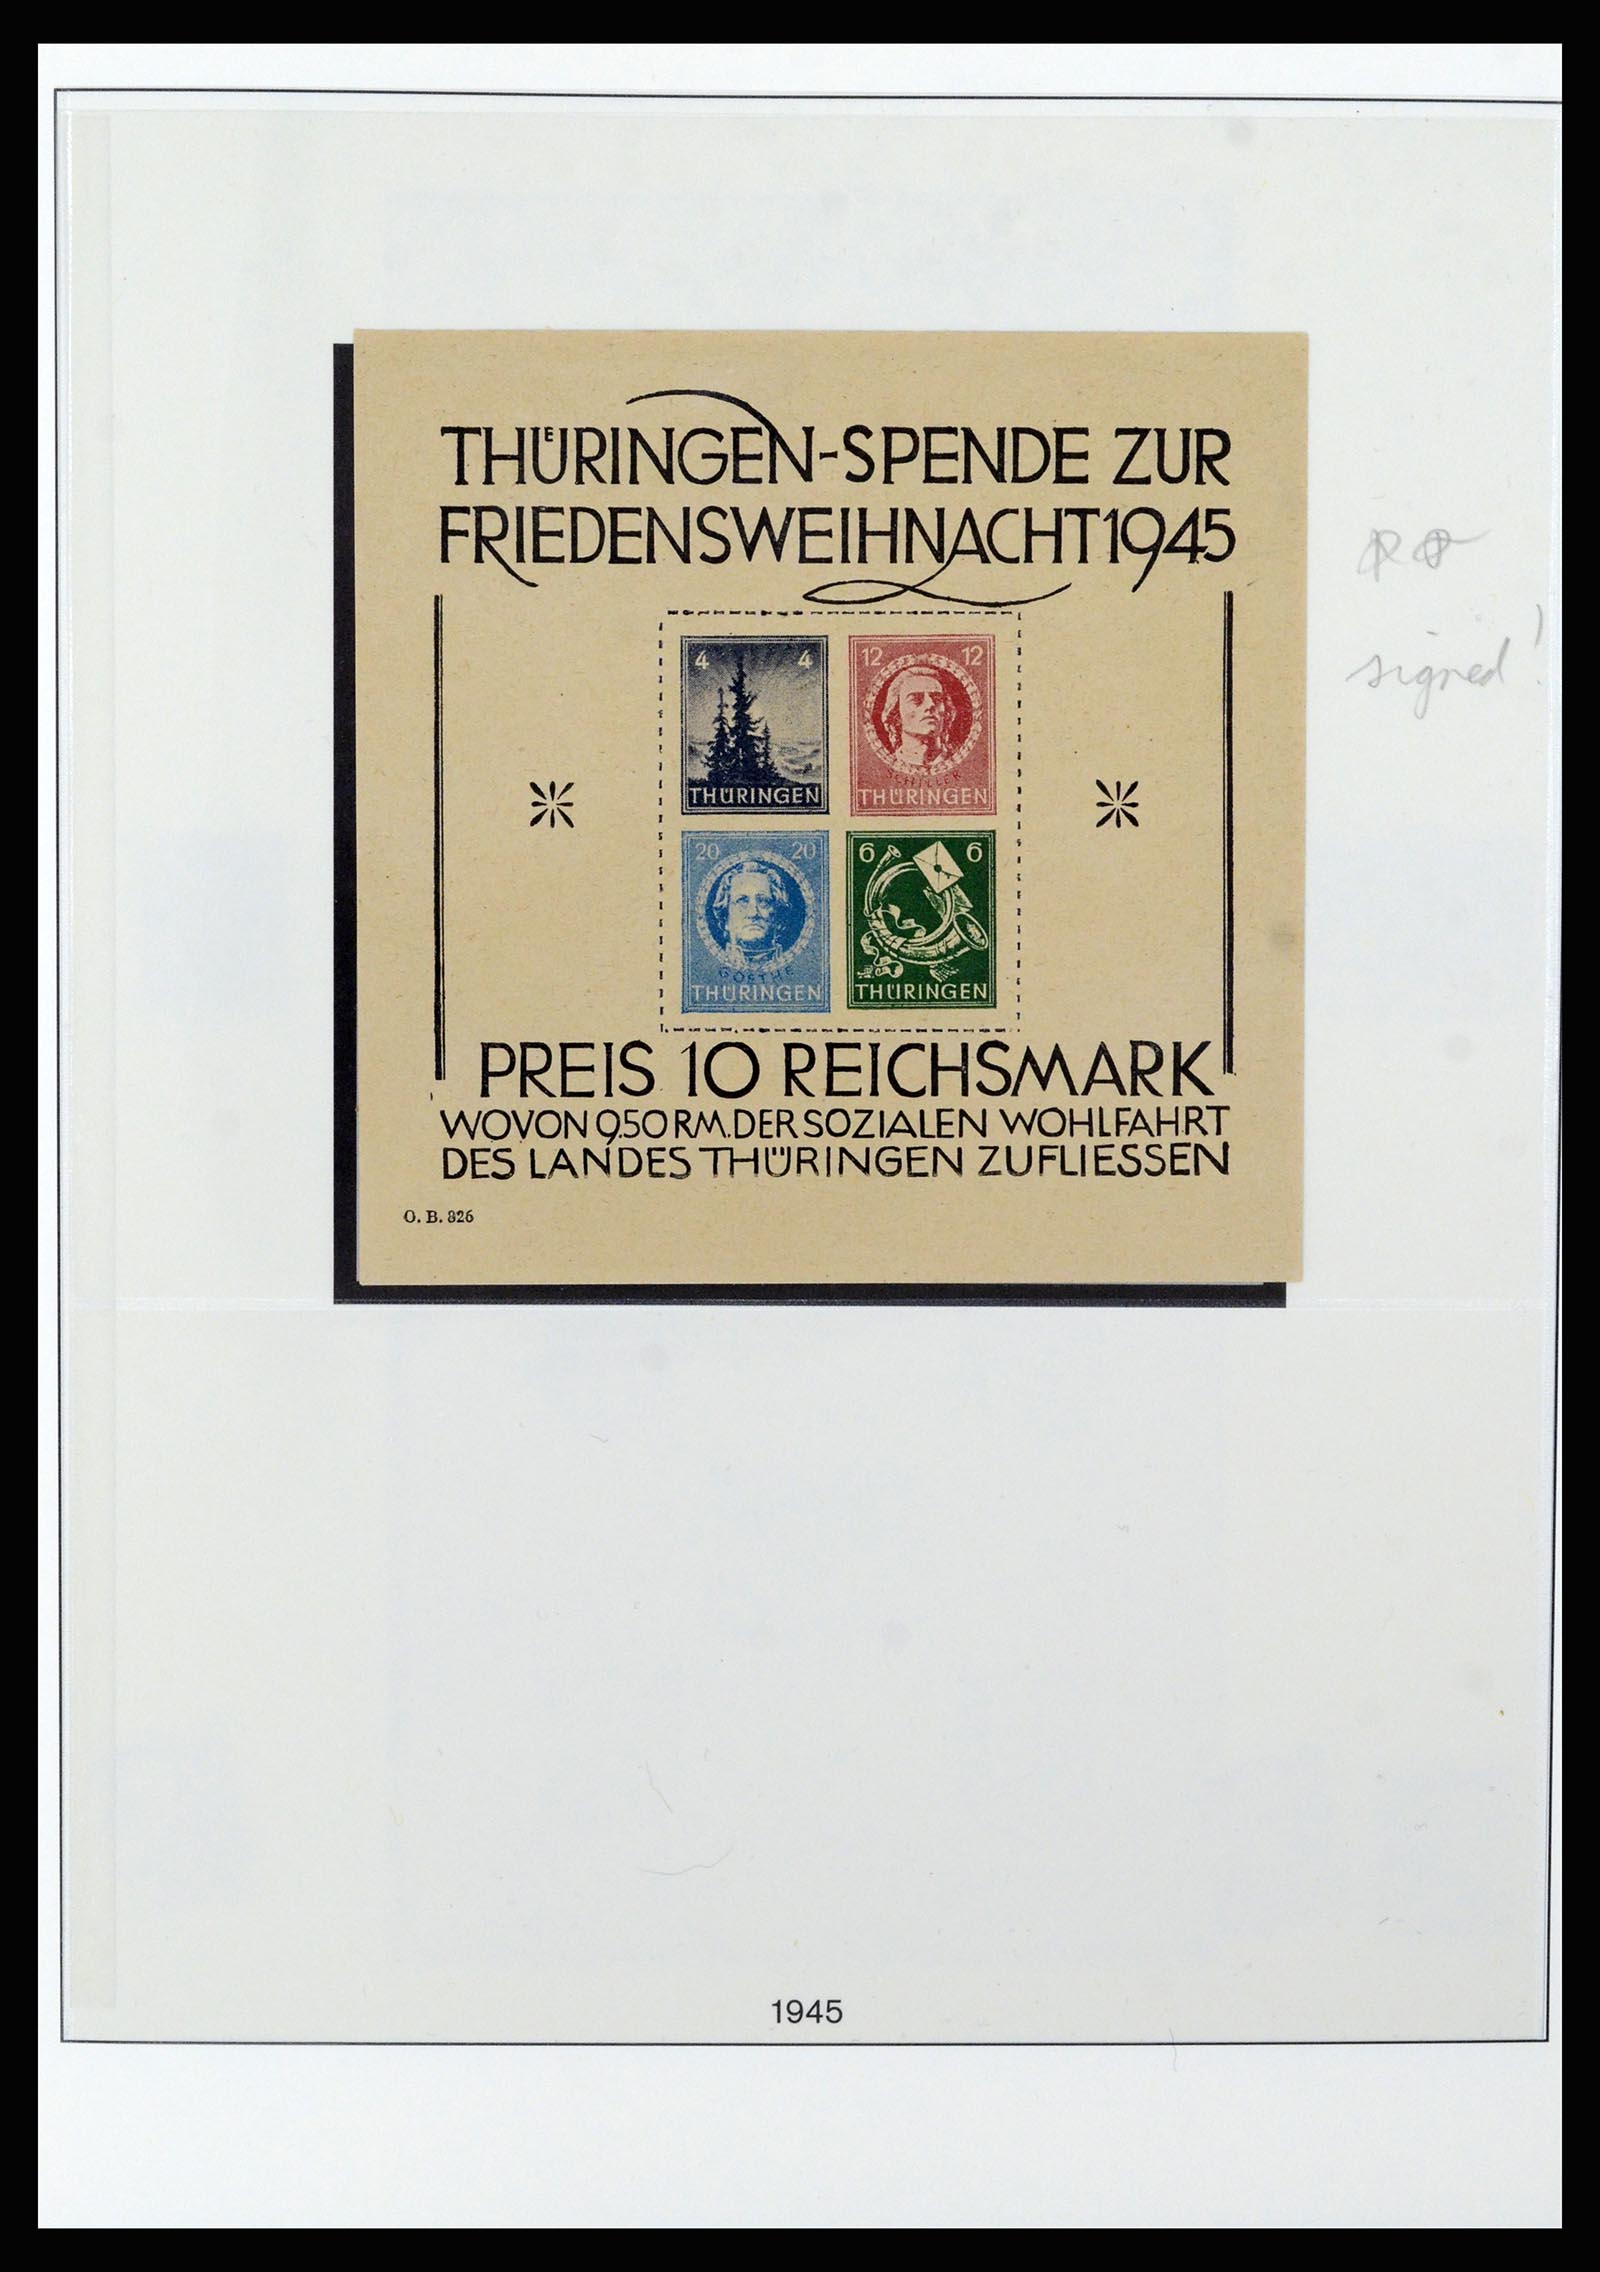 THÜRINGEN-SPENDE ZUR
FRIEDENSWEIHNACHT 1945
4 4
THÜRINGEN
12 12
SCHILLER
THÜRINGEN
20 20
GOETHE
THÜRINGEN
6 6
THÜRINGEN
PREIS 10 REICHSMARK
WOVON 9.50 RM. DER SOZIALEN WOHLFAHRT
DES LANDES THÜRINGEN ZUFLIESSEN
O. B. 826
signed!
1945